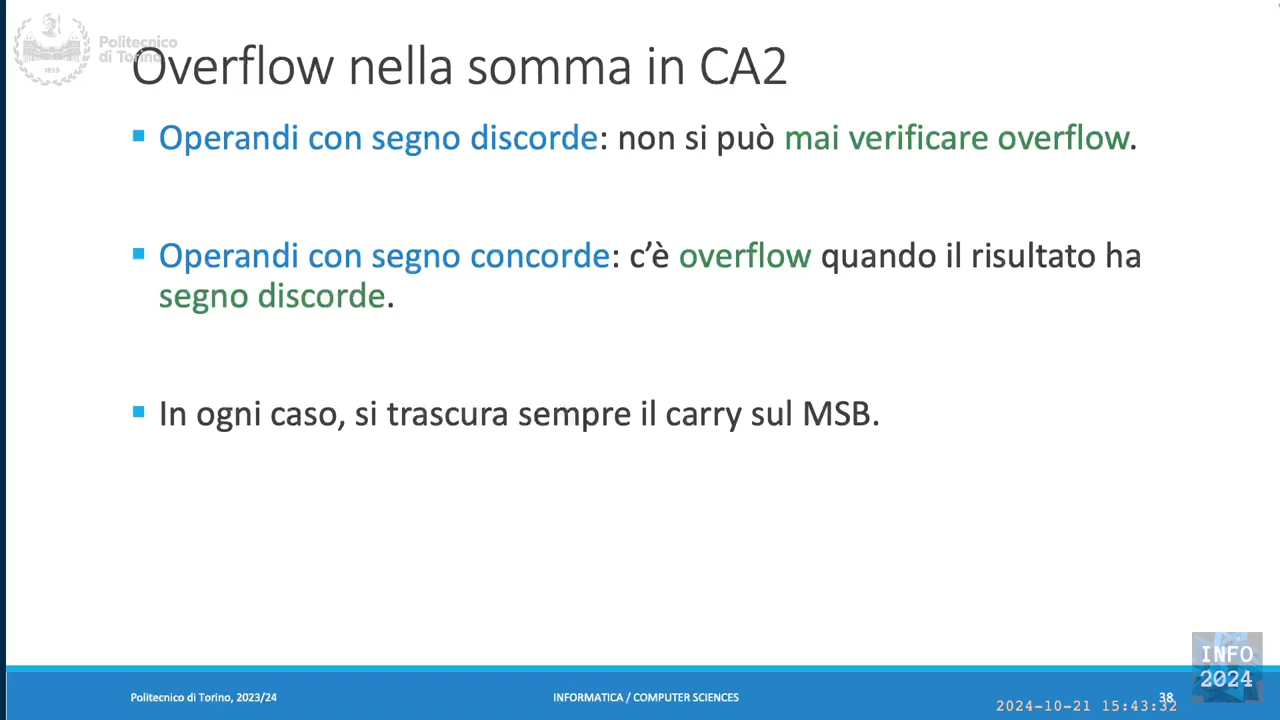 Politecnico
di Torino
1859
Overflow nella somma in CA2
▪ Operandi con segno discorde: non si può mai verificare overflow.
▪ Operandi con segno concorde: c’è overflow quando il risultato ha
segno discorde.
▪ In ogni caso, si trascura sempre il carry sul MSB.
INFO
2024
Politecnico di Torino, 2023/24
INFORMATICA / COMPUTER SCIENCES
38
2024-10-21 15:43:32